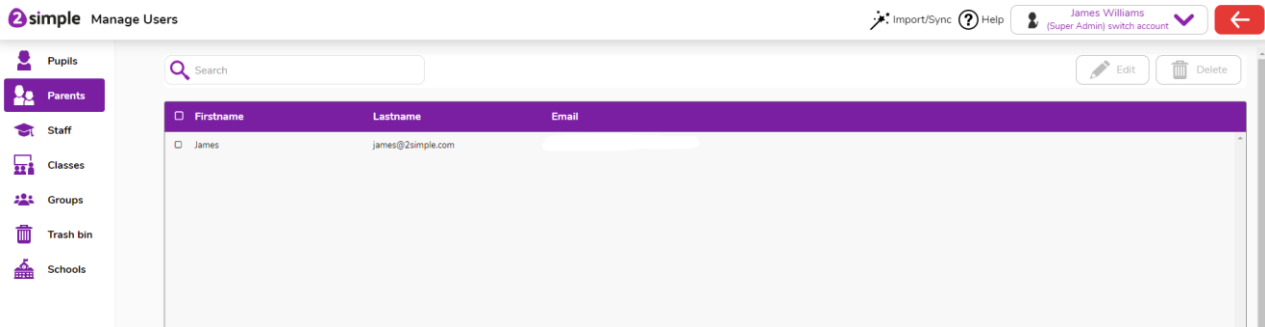 2simple Manage Users
Import/Sync ? Help
James Williams
(Super Admin) switch account
Pupils
Parents
Staff
Classes
Groups
Trash bin
Schools
Search
Edit Delete
Firstname Lastname Email
James james@2simple.com